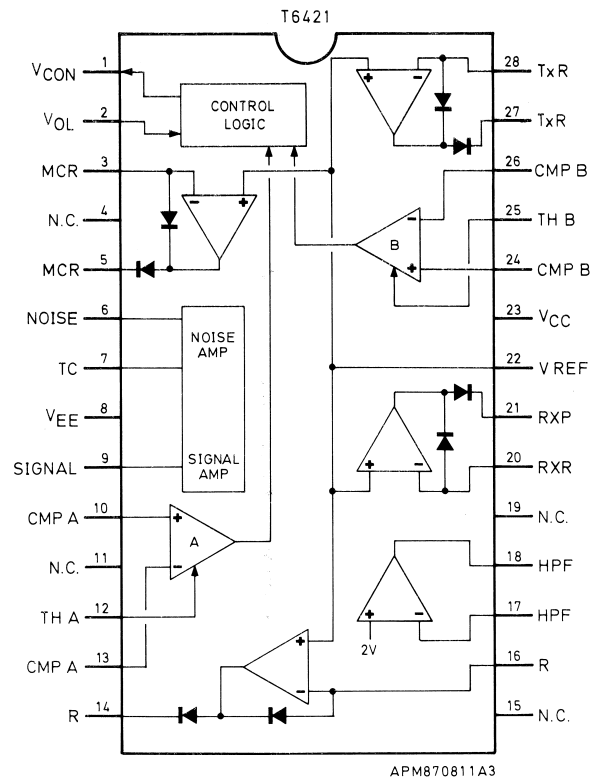 T6421
VCON 1
VOL 2
MCR 3
N.C. 4
MCR 5
NOISE 6
TC 7
VEE 8
SIGNAL 9
CMP A 10
N.C. 11
TH A 12
CMP A 13
R 14
CONTROL
LOGIC
NOISE
AMP
SIGNAL
AMP
- +
A
+
-
+ -
B
-
+
+ -
+ -
2V
+
-
28 TxR
27 TxR
26 CMP B
25 TH B
24 CMP B
23 VCC
22 V REF
21 RXP
20 RXR
19 N.C.
18 HPF
17 HPF
16 R
15 N.C.
APM870811A3